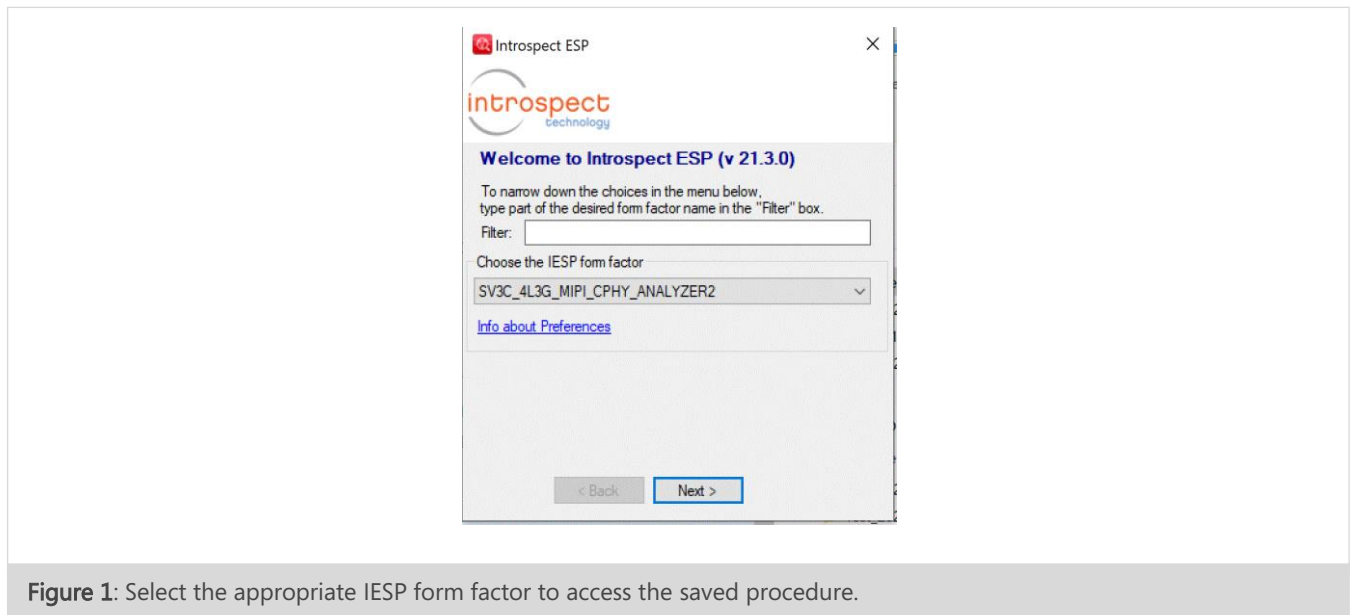 Introspect ESP
introspect
technology
Welcome to Introspect ESP (v 21.3.0)
To narrow down the choices in the menu below,
type part of the desired form factor name in the "Filter" box.
Filter:
Choose the IESP form factor
SV3C_4L3G_MIPI_CPHY_ANALYZER2
Info about Preferences
< Back
Next >
Figure 1: Select the appropriate IESP form factor to access the saved procedure.